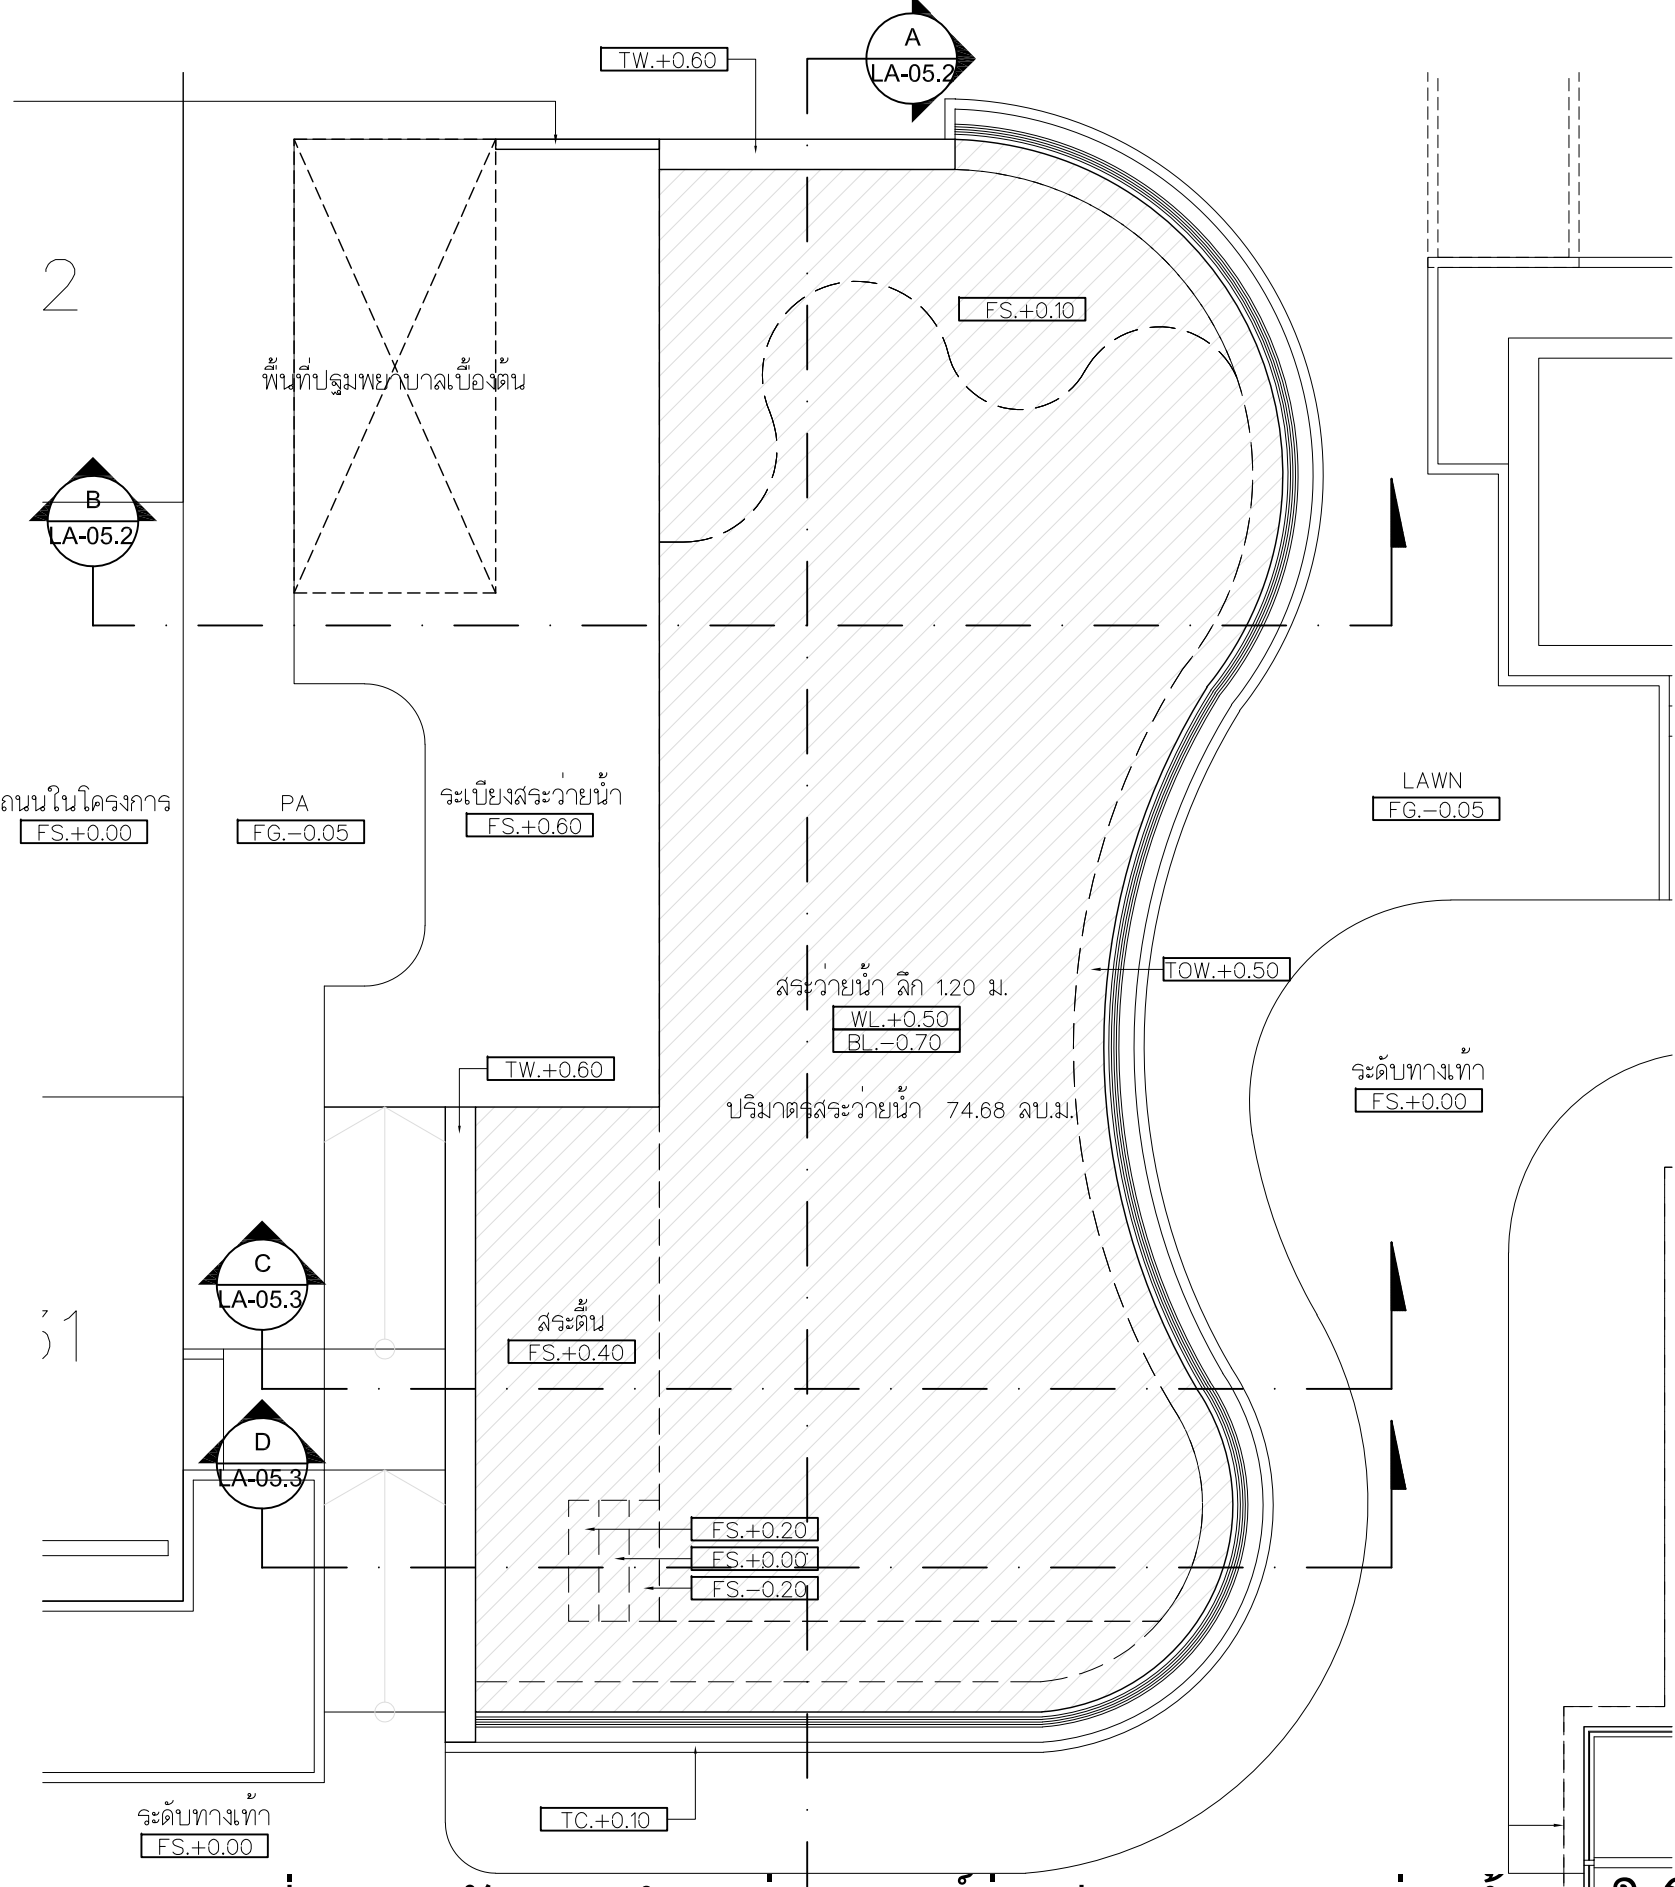 A
LA-05.2
TW.+0.60
2
FS.+0.10
พื้นที่ปฐมพยาบาลเบื้องต้น
B
LA-05.2
ถนนในโครงการ
FS.+0.00
PA
FG.-0.05
ระเบียงสระว่ายน้ำ
FS.+0.60
LAWN
FG.-0.05
TOW.+0.50
สระว่ายน้ำ ลึก 1.20 ม.
WL.+0.50
BL.-0.70
TW.+0.60
ระดับทางเท้า
FS.+0.00
ปริมาตรสระว่ายน้ำ 74.68 ลบ.ม.
C
LA-05.3
สระตื้น
FS.+0.40
D
LA-05.3
FS.+0.20
FS.+0.00
FS.-0.20
ระดับทางเท้า
FS.+0.00
TC.+0.10